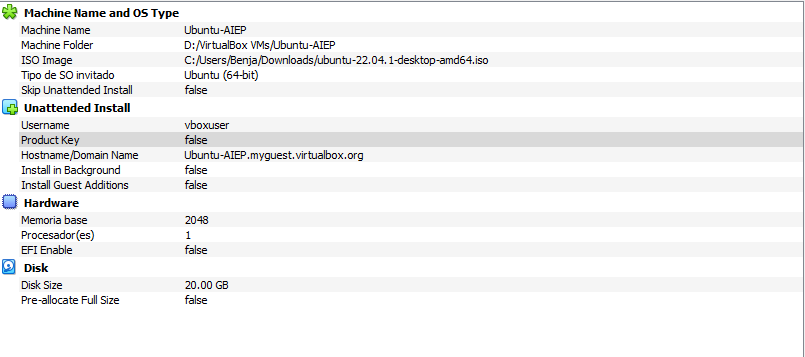 Machine Name and OS Type
Machine Name Ubuntu-AIEP
Machine Folder D:/VirtualBox VMs/Ubuntu-AIEP
ISO Image C:/Users/Benja/Downloads/ubuntu-22.04.1-desktop-amd64.iso
Tipo de SO invitado Ubuntu (64-bit)
Skip Unattended Install false
Unattended Install
Username vboxuser
Product Key false
Hostname/Domain Name Ubuntu-AIEP.myguest.virtualbox.org
Install in Background false
Install Guest Additions false
Hardware
Memoria base 2048
Procesador(es) 1
EFI Enable false
Disk
Disk Size 20.00 GB
Pre-allocate Full Size false